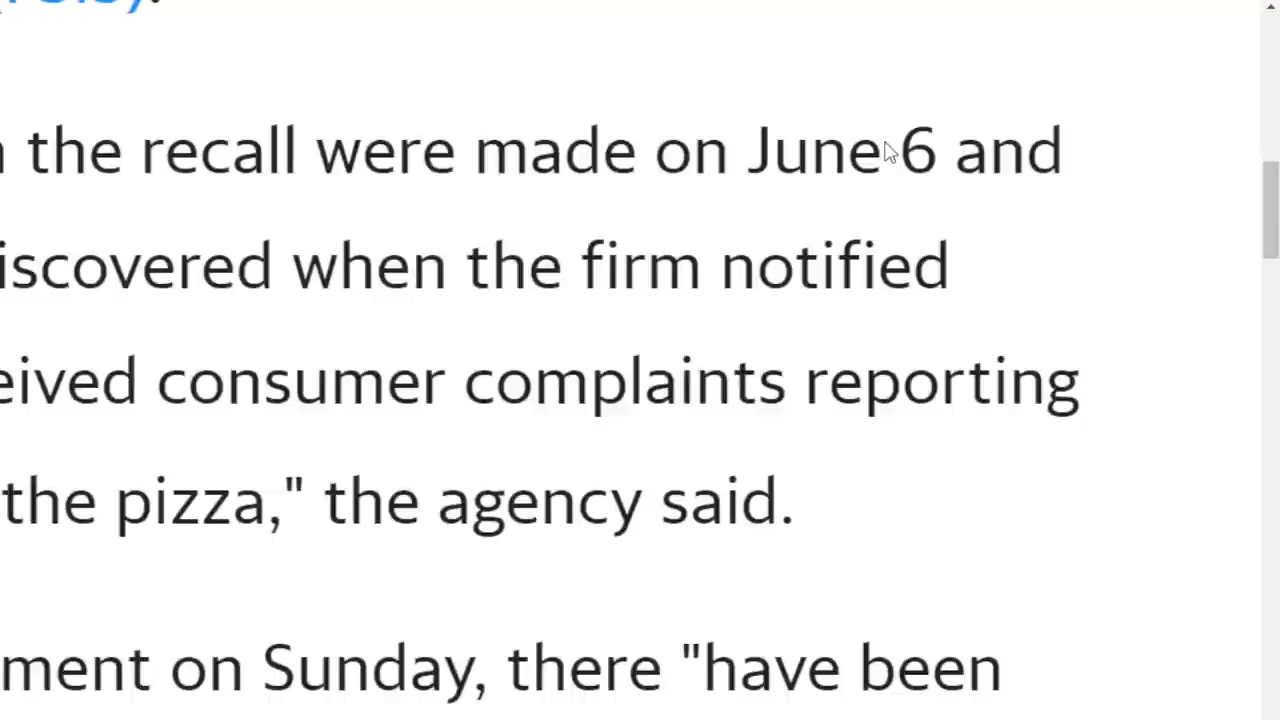 the recall were made on June 6 and
iscovered when the firm notified
eived consumer complaints reporting
the pizza," the agency said.
ment on Sunday, there "have been